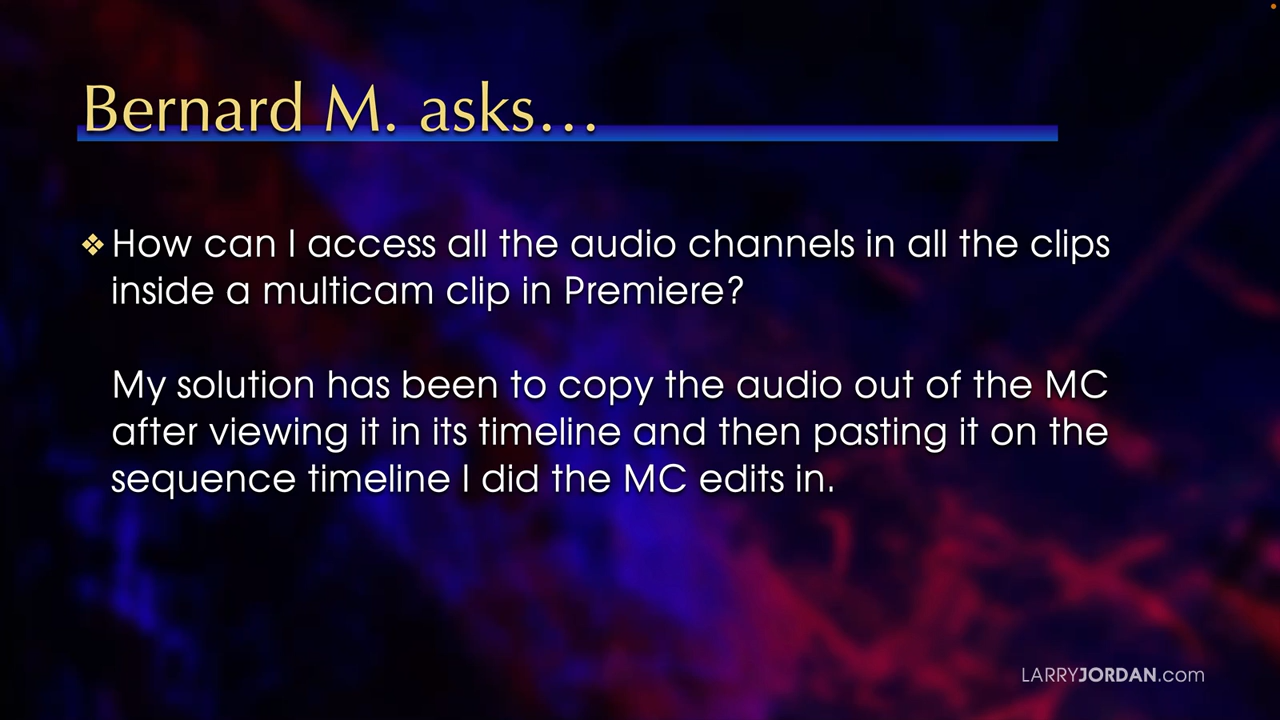 Bernard M. asks...
❖ How can I access all the audio channels in all the clips
inside a multicam clip in Premiere?
My solution has been to copy the audio out of the MC
after viewing it in its timeline and then pasting it on the
sequence timeline I did the MC edits in.
LARRYJORDAN.com